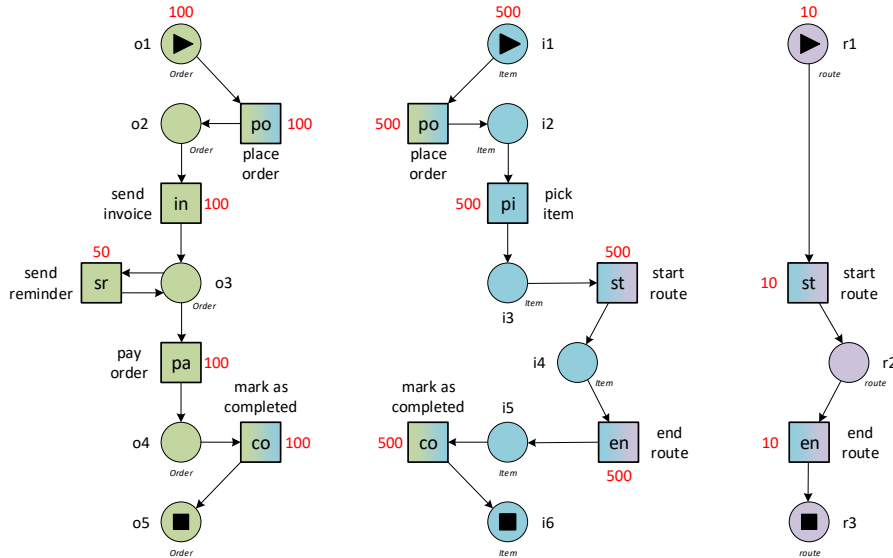 100
500
10
o1
i1
r1
Order
Item
route
o2
po
100
500
po
i2
Order
Item
place
order
place
order
send
invoice
in
100
500
pi
pick
item
50
500
send
reminder
sr
o3
Order
i3
Item
st
start
route
10
st
start
route
pay
order
pa
100
i4
Item
r2
route
mark as
completed
mark as
completed
i5
o4
co
100
500
co
en
end
route
10
en
end
route
Order
Item
500
o5
i6
r3
Order
Item
route